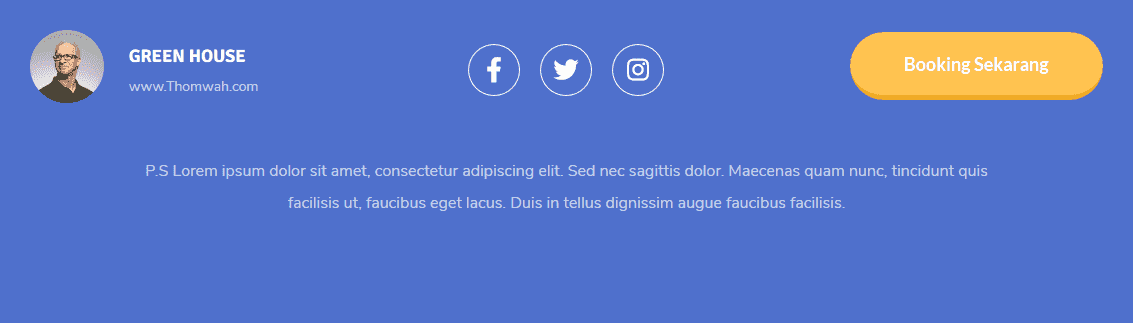 GREEN HOUSE
www.Thomwah.com
Booking Sekarang
P.S Lorem ipsum dolor sit amet, consectetur adipiscing elit. Sed nec sagittis dolor. Maecenas quam nunc, tincidunt quis
facilisis ut, faucibus eget lacus. Duis in tellus dignissim augue faucibus facilisis.